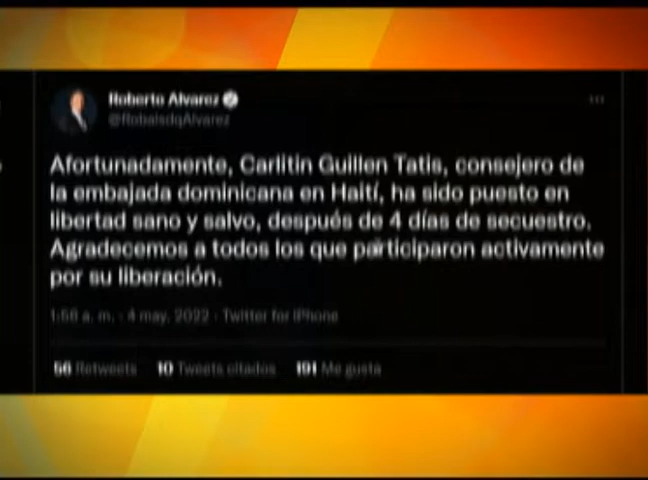 Roberto Alvarez
Afortunadamente, Carlitin Guillen Tatis, consejero de
la embajada dominicana en Haití, ha sido puesto en
libertad sano y salvo, después de 4 días de secuestro.
Agradecemos a todos los que participaron activamente
por su liberación.
1:56 a. m. · 4 may. 2022 · Twitter for iPhone
56 Retweets 10 Tweets citados 191 Me gusta